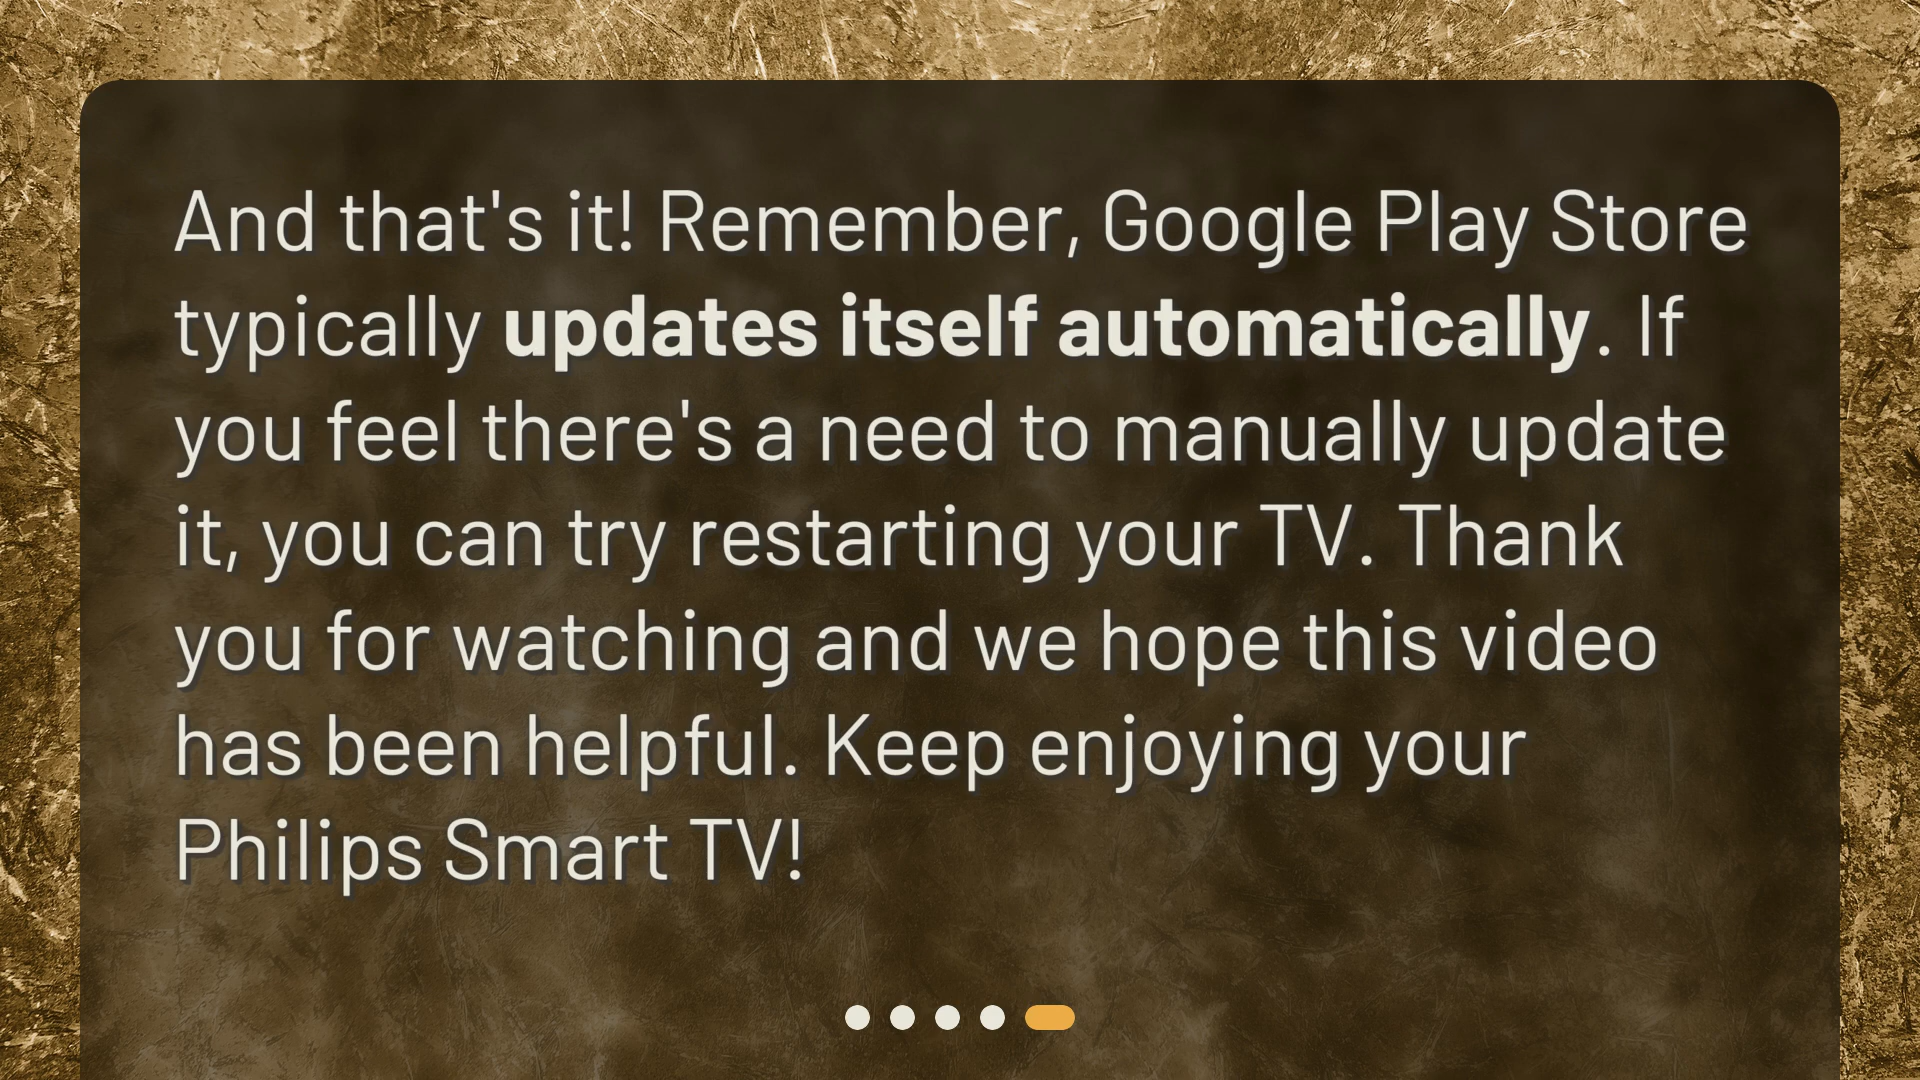 And that's it! Remember, Google Play Store
typically updates itself automatically. If
you feel there's a need to manually update
it, you can try restarting your TV. Thank
you for watching and we hope this video
has been helpful. Keep enjoying your
Philips Smart TV!